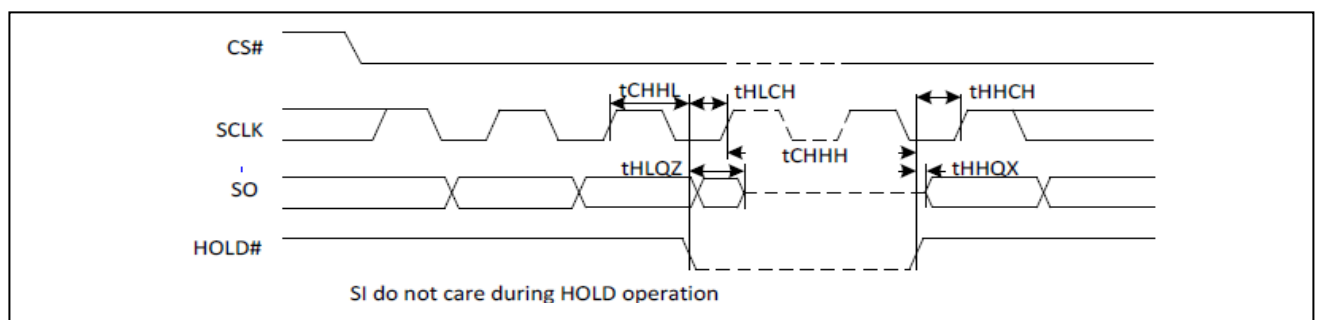 CS#
tCHHL
tHLCH
tHHCH
SCLK
tCHHH
tHLQZ
tHHQX
SO
HOLD#
SI do not care during HOLD operation